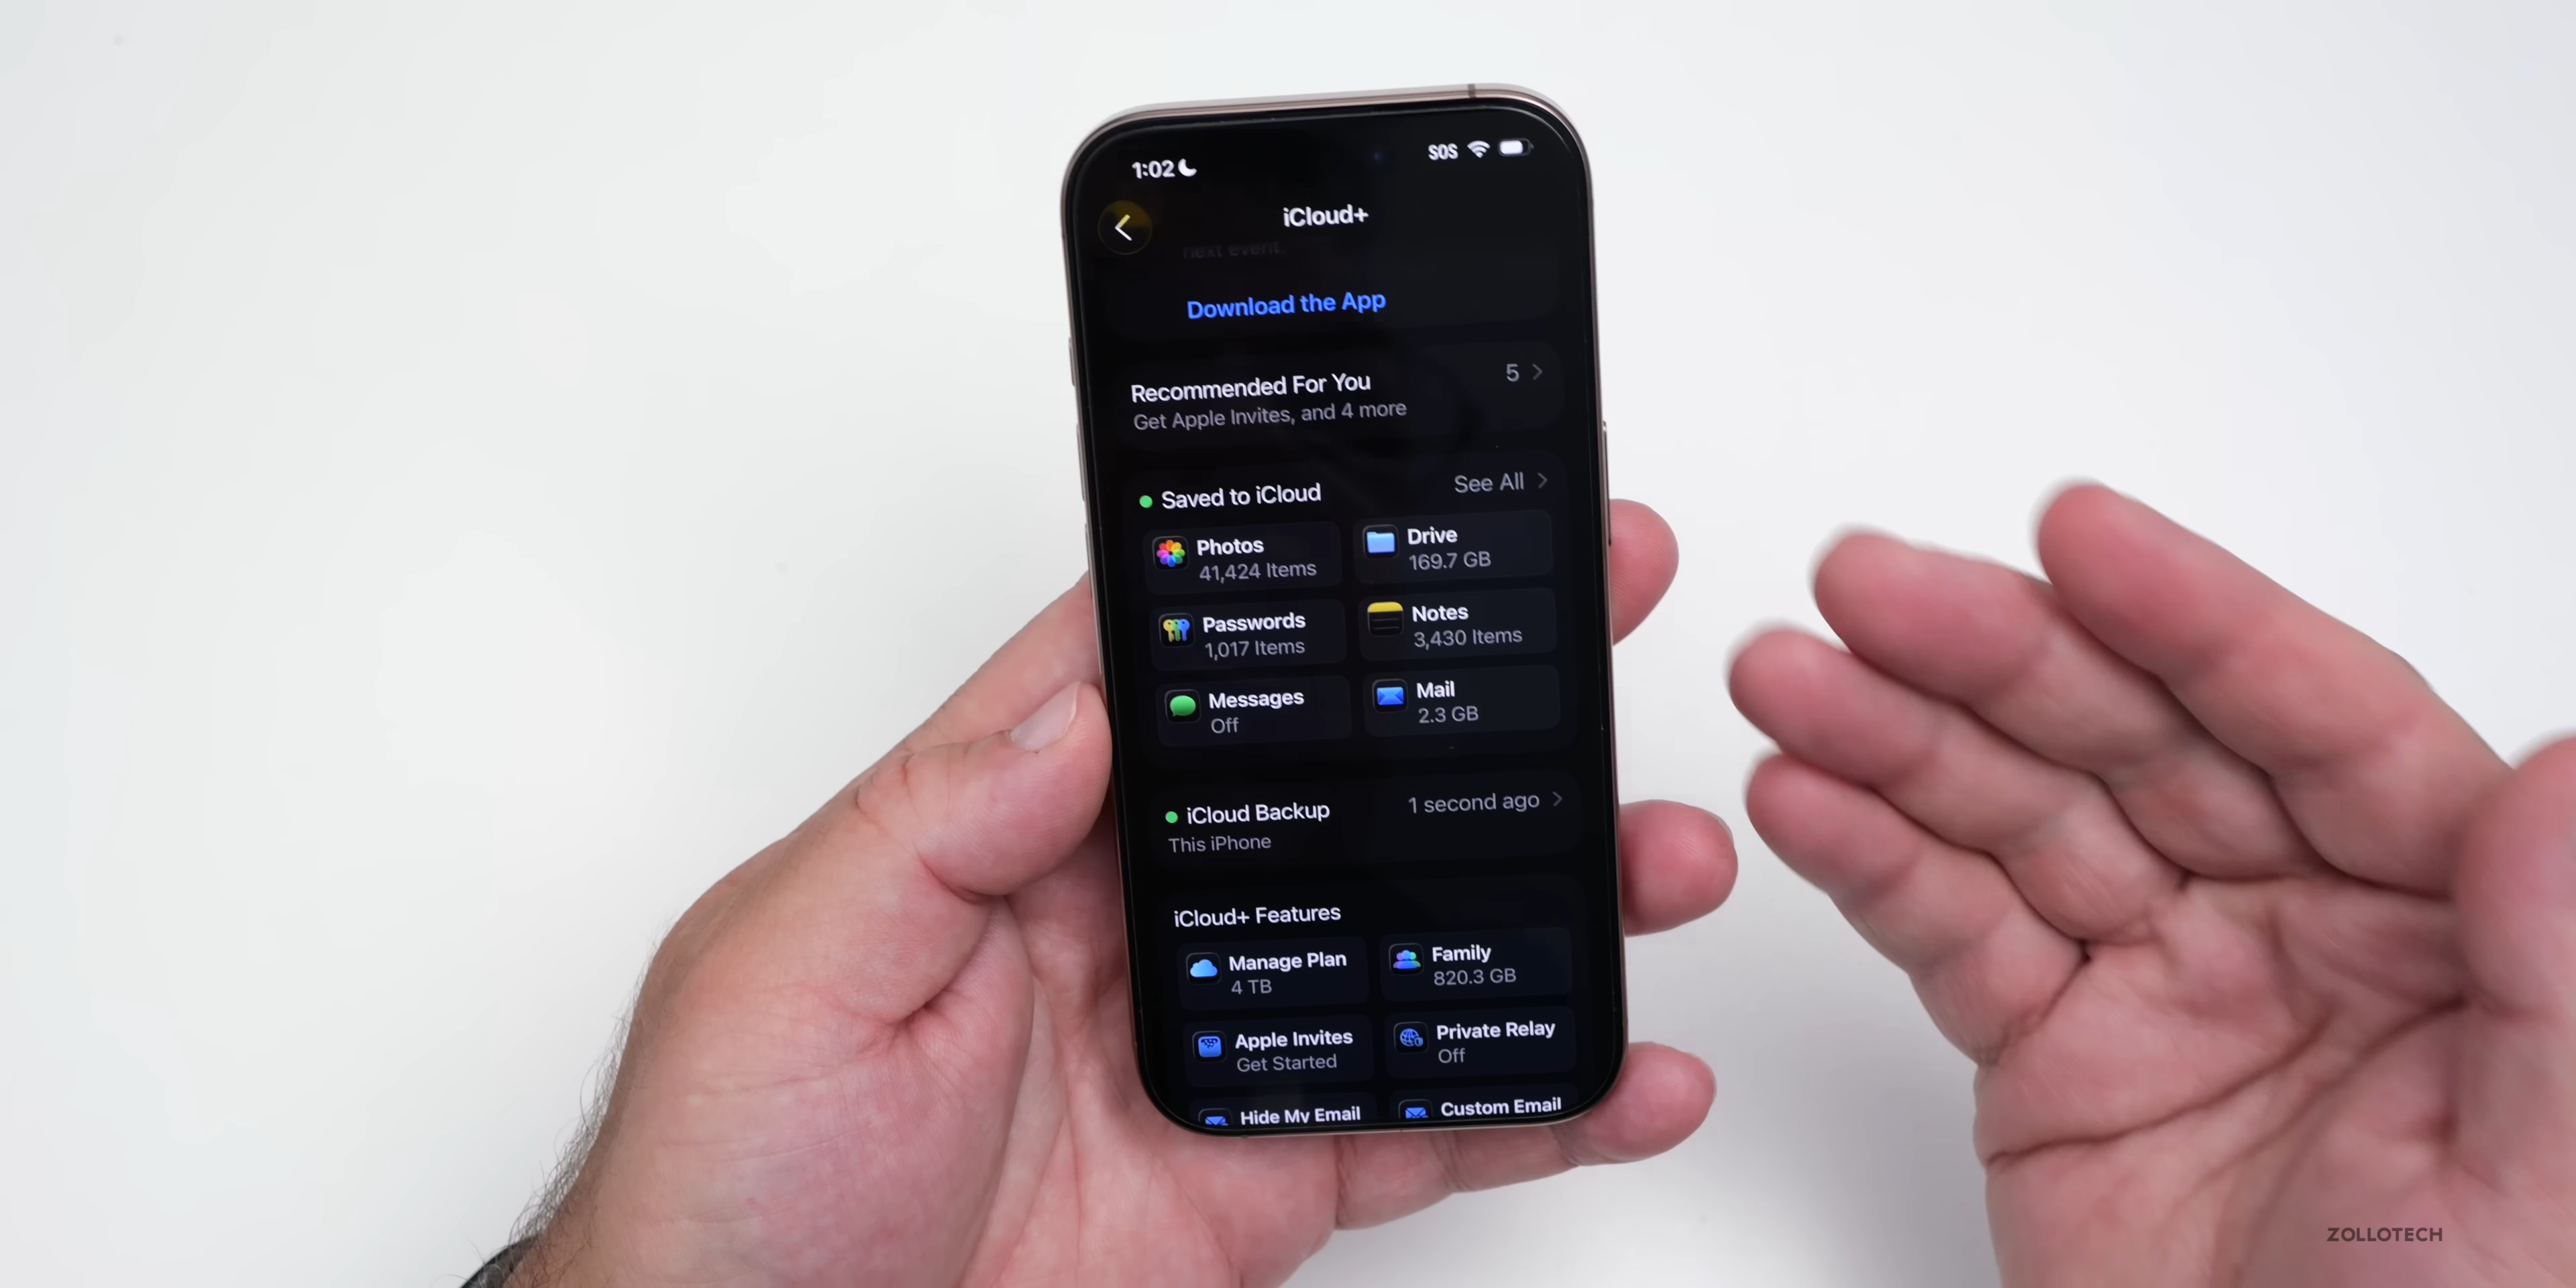 1:02
SOS
iCloud+
next event.
Download the App
Recommended For You
5
Get Apple Invites, and 4 more
Saved to iCloud
See All
Photos
41,424 Items
Drive
169.7 GB
Passwords
1,017 Items
Notes
3,430 Items
Messages
Off
Mail
2.3 GB
iCloud Backup
1 second ago
This iPhone
iCloud+ Features
Manage Plan
4 TB
Family
820.3 GB
Apple Invites
Get Started
Private Relay
Off
Hide My Email
Custom Email
ZOLLOTECH